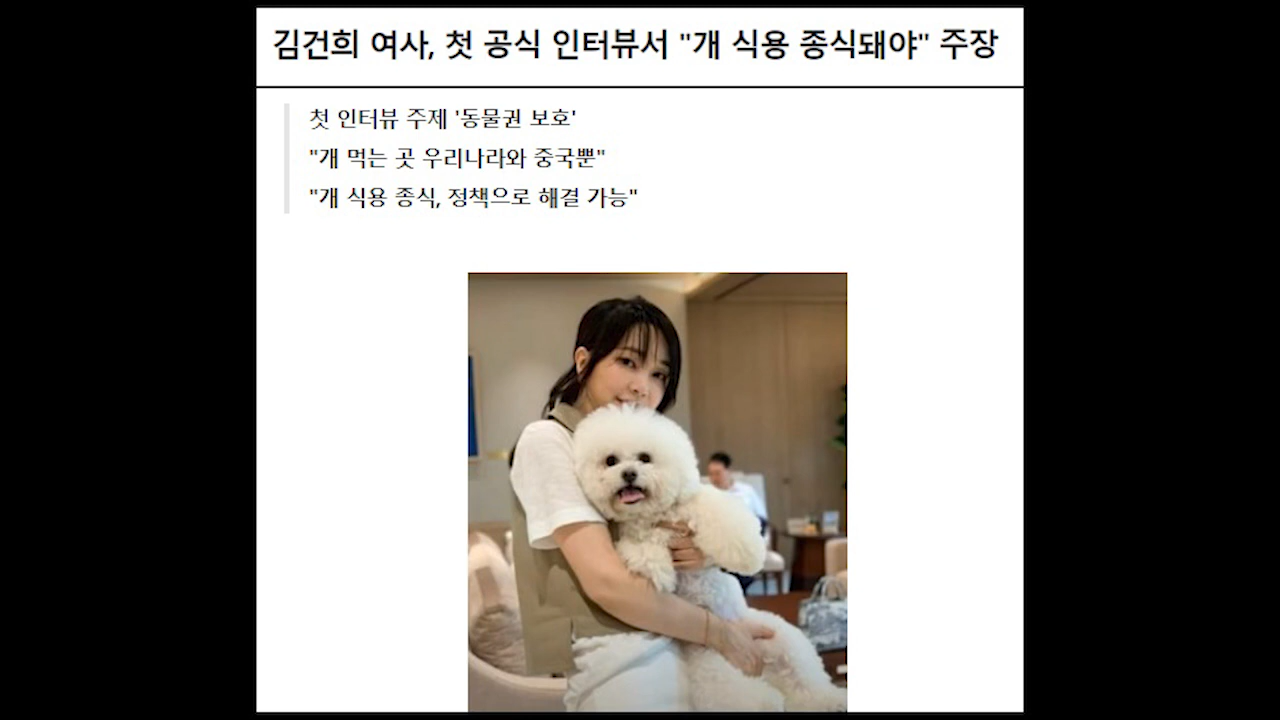 김건희 여사, 첫 공식 인터뷰서 "개 식용 종식돼야" 주장
첫 인터뷰 주제 '동물권 보호'
"개 먹는 곳 우리나라와 중국뿐"
"개 식용 종식, 정책으로 해결 가능"